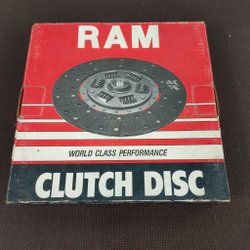 RAM
WORLD CLASS PERFORMANCE
CLUTCH DISC